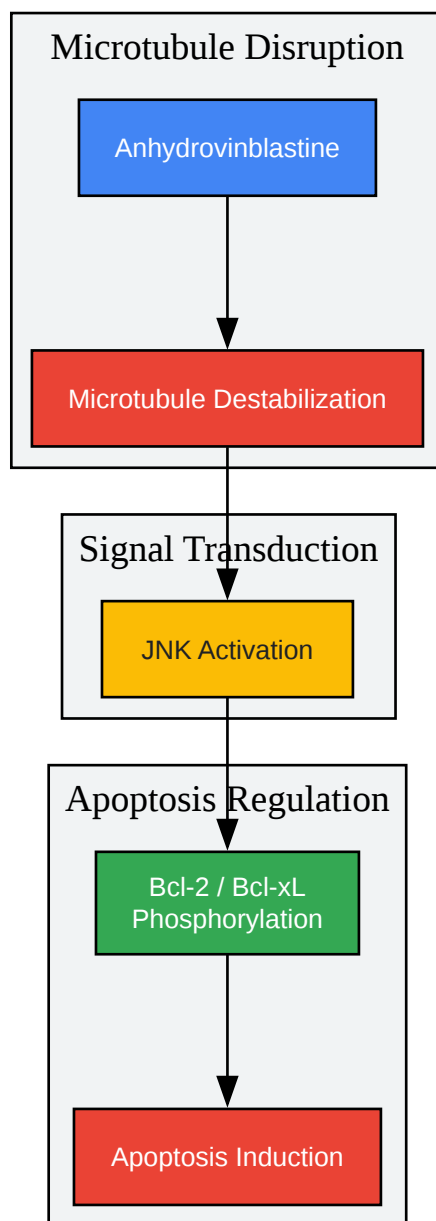 Microtubule Disruption
Anhydrovinblastine
Microtubule Destabilization
Signal Transduction
JNK Activation
Apoptosis Regulation
Bcl-2 / Bcl-xL
Phosphorylation
Apoptosis Induction